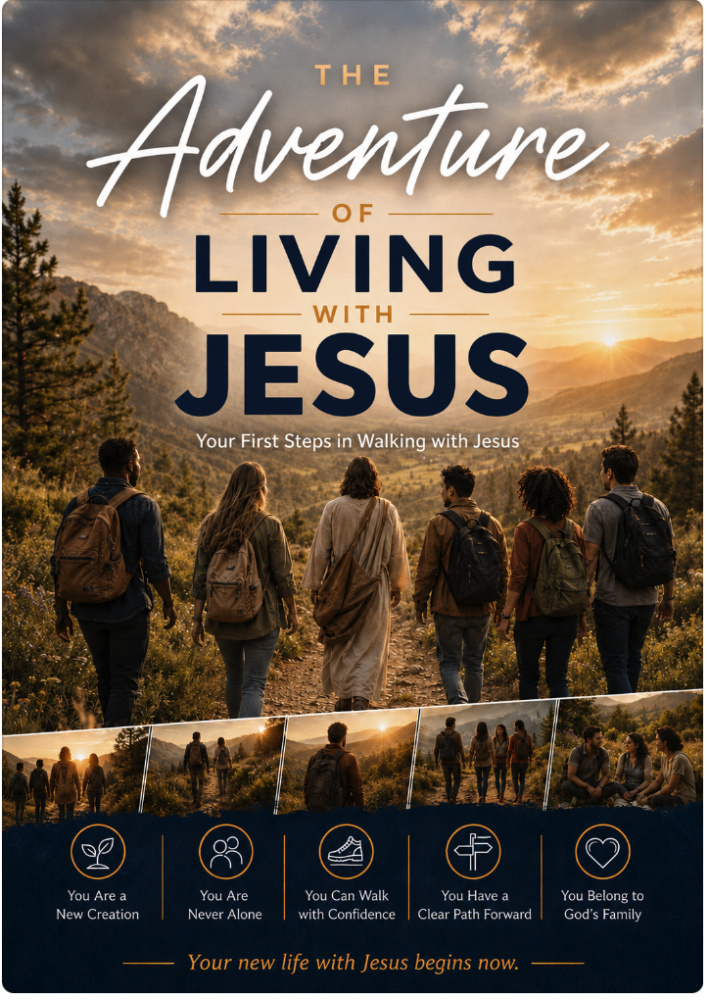 THE
Adventure
OF
LIVING
WITH
JESUS
Your First Steps in Walking with Jesus
You Are a
New Creation
You Are
Never Alone
You Can Walk
with Confidence
You Have a
Clear Path Forward
You Belong to
God's Family
Your new life with Jesus begins now.